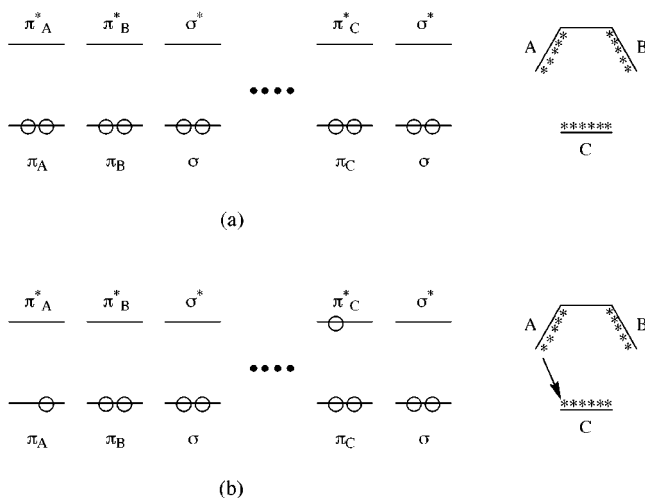 π*A π*B σ* π*C σ* A B
****** 
πA πB σ πC σ C
(a)
π*A π*B σ* π*C σ* A B
******
πA πB σ πC σ C
(b)